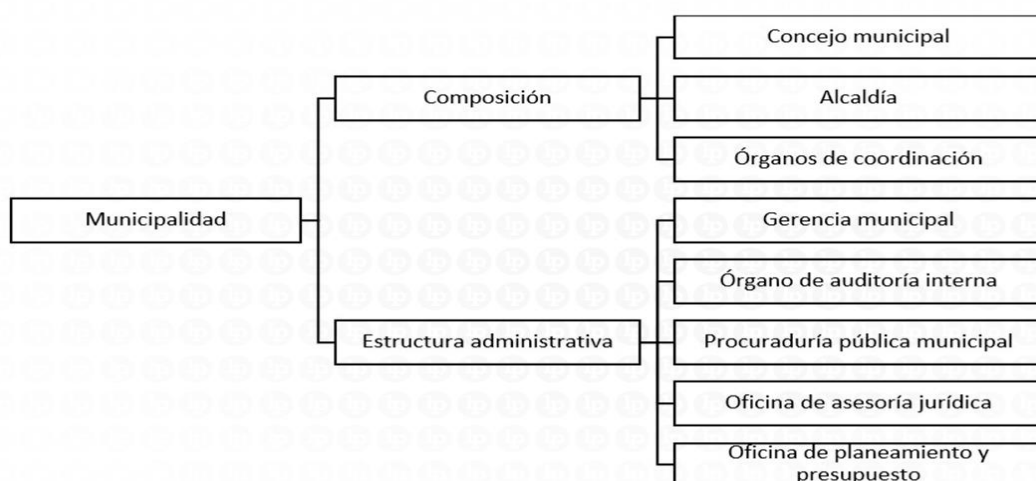 Concejo municipal
Composición
Alcaldía
Órganos de coordinación
Municipalidad
Gerencia municipal
Órgano de auditoría interna
Estructura administrativa
Procuraduría pública municipal
Oficina de asesoría jurídica
Oficina de planeamiento y
presupuesto